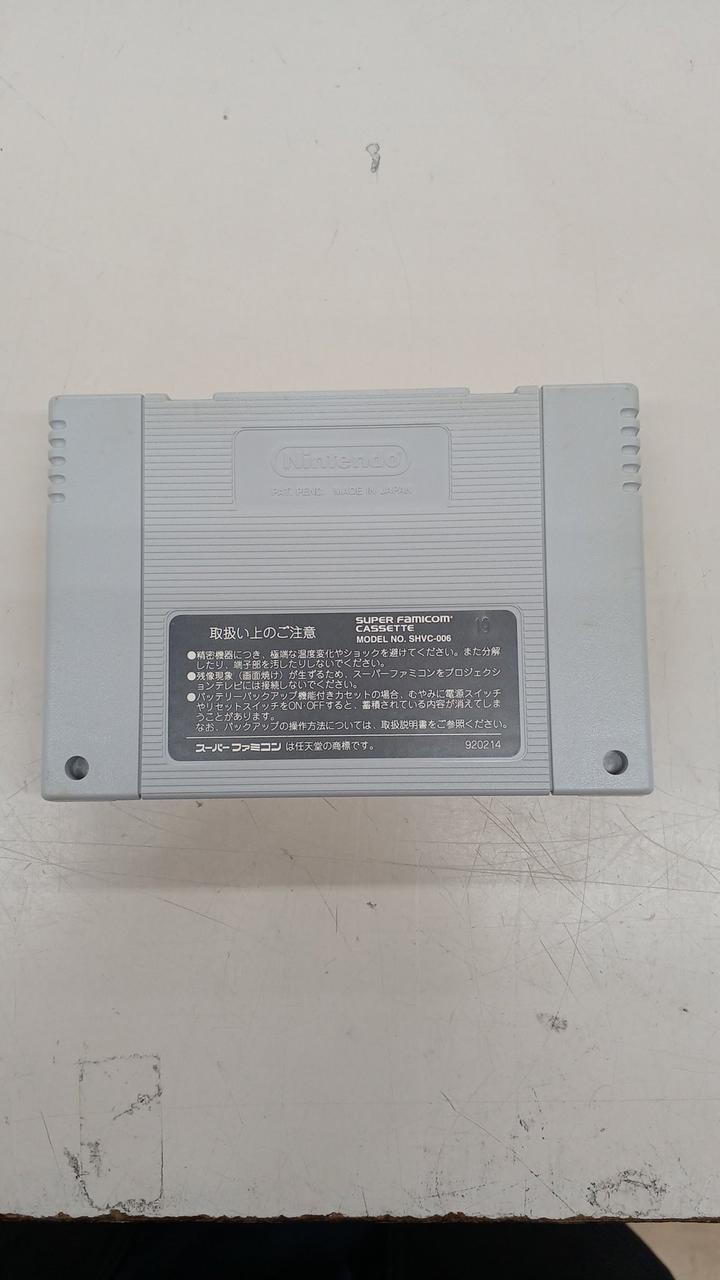 Nintendo
PAT. PEND. MADE IN JAPAN
取扱い上のご注意
SUPER FAMICOM
CASSETTE
MODEL NO. SHVC-006
19
●精密機器につき、極端な温度変化やショックを避けてください。また分解
したり、端子部を汚したりしないでください。
●残像現象（画面焼け）が生ずるため、スーパーファミコンをプロジェクシ
ョンテレビには接続しないでください。
●バッテリーバックアップ機能付きカセットの場合、むやみに電源スイッチ
やリセットスイッチをON・OFFすると、蓄積されている内容が消えてしま
うことがあります。
なお、バックアップの操作方法については、取扱説明書をご参照ください。
スーパーファミコンは任天堂の商標です。
920214